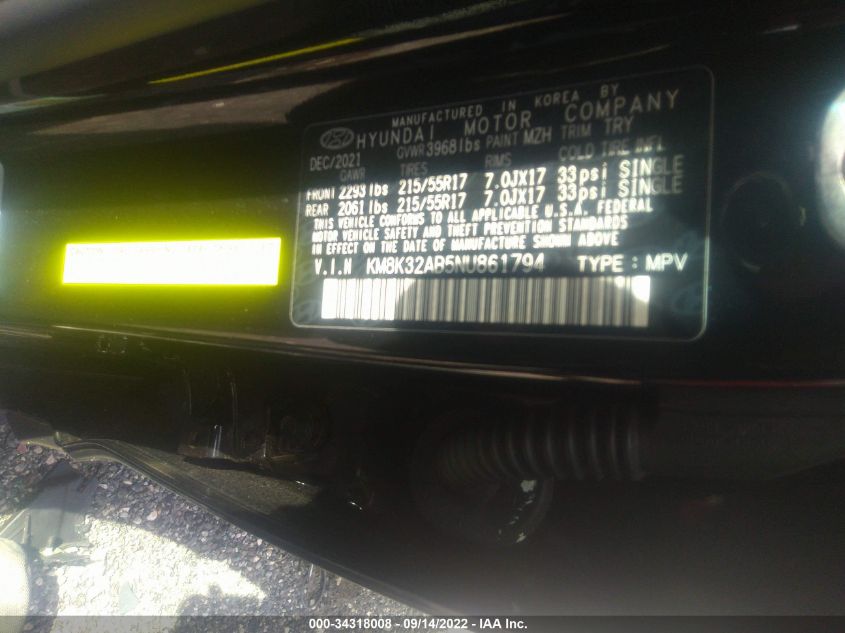 MANUFACTURED IN KOREA BY
HYUNDAI MOTOR COMPANY
DEC/2021 GVWR 3968lbs PAINT MZH TRIM TRY
GAWR TIRES RIMS COLD TIRE INFL
FRONT 2293lbs 215/55R17 7.0JX17 33psi SINGLE
REAR 2061lbs 215/55R17 7.0JX17 33psi SINGLE
THIS VEHICLE CONFORMS TO ALL APPLICABLE U.S.A. FEDERAL
MOTOR VEHICLE SAFETY AND THEFT PREVENTION STANDARDS
IN EFFECT ON THE DATE OF MANUFACTURE SHOWN ABOVE
V.I.N KM8K32AB5NU861794 TYPE : MPV
000-34318008 - 09/14/2022 - IAA Inc.